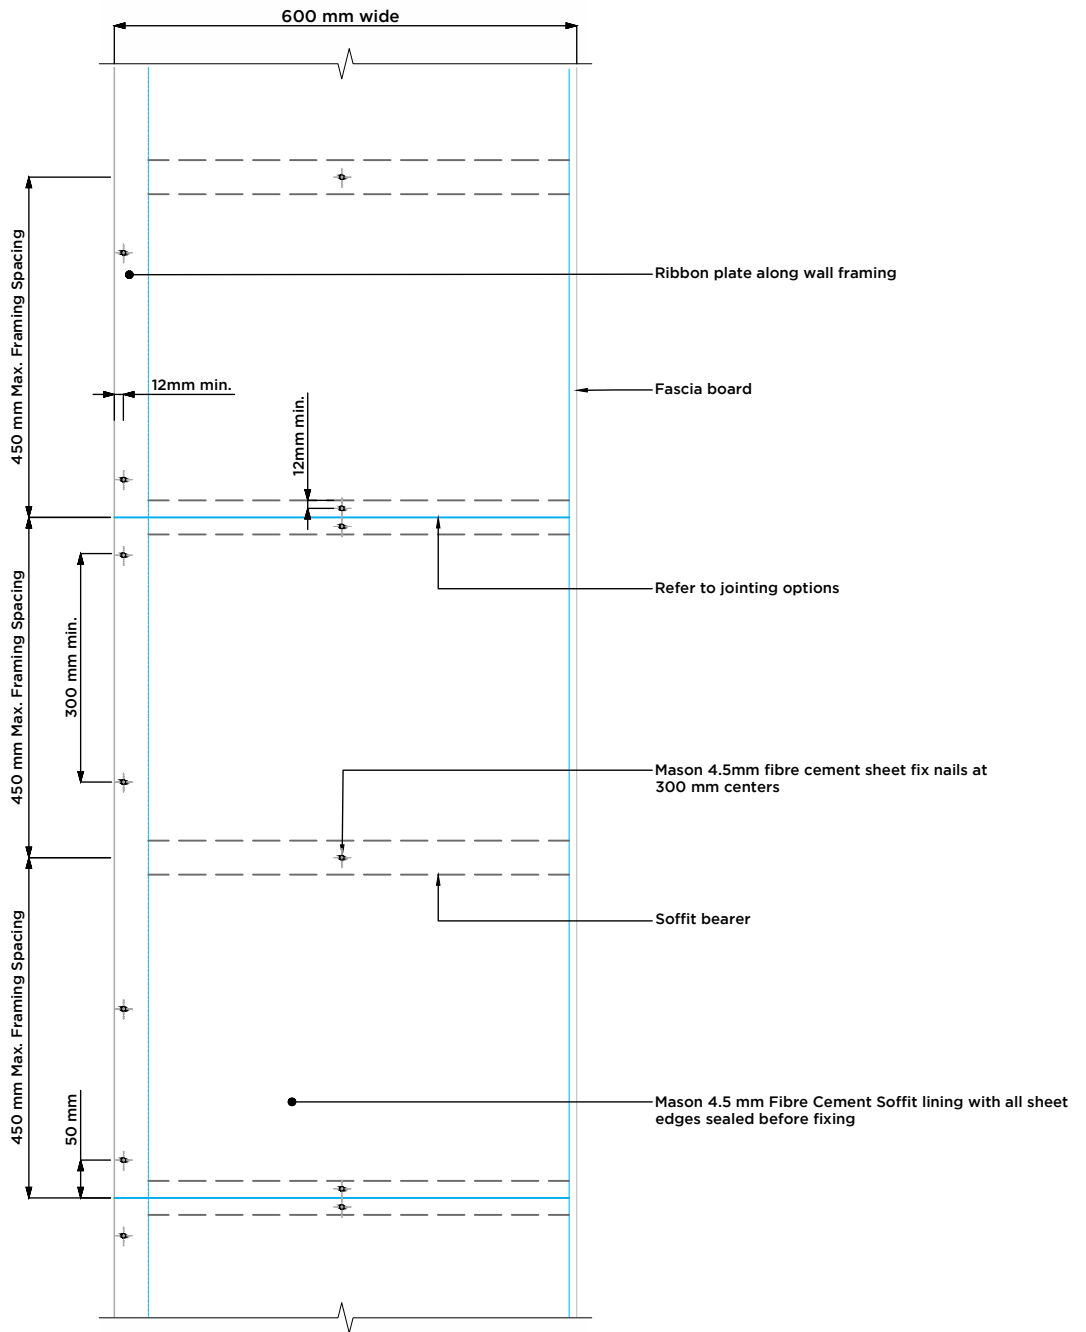 600 mm wide
450 mm Max. Framing Spacing
Ribbon plate along wall framing
12mm min.
Fascia board
12mm min.
450 mm Max. Framing Spacing
300 mm min.
Refer to jointing options
Mason 4.5mm fibre cement sheet fix nails at
300 mm centers
Soffit bearer
450 mm Max. Framing Spacing
50 mm
Mason 4.5 mm Fibre Cement Soffit lining with all sheet
edges sealed before fixing